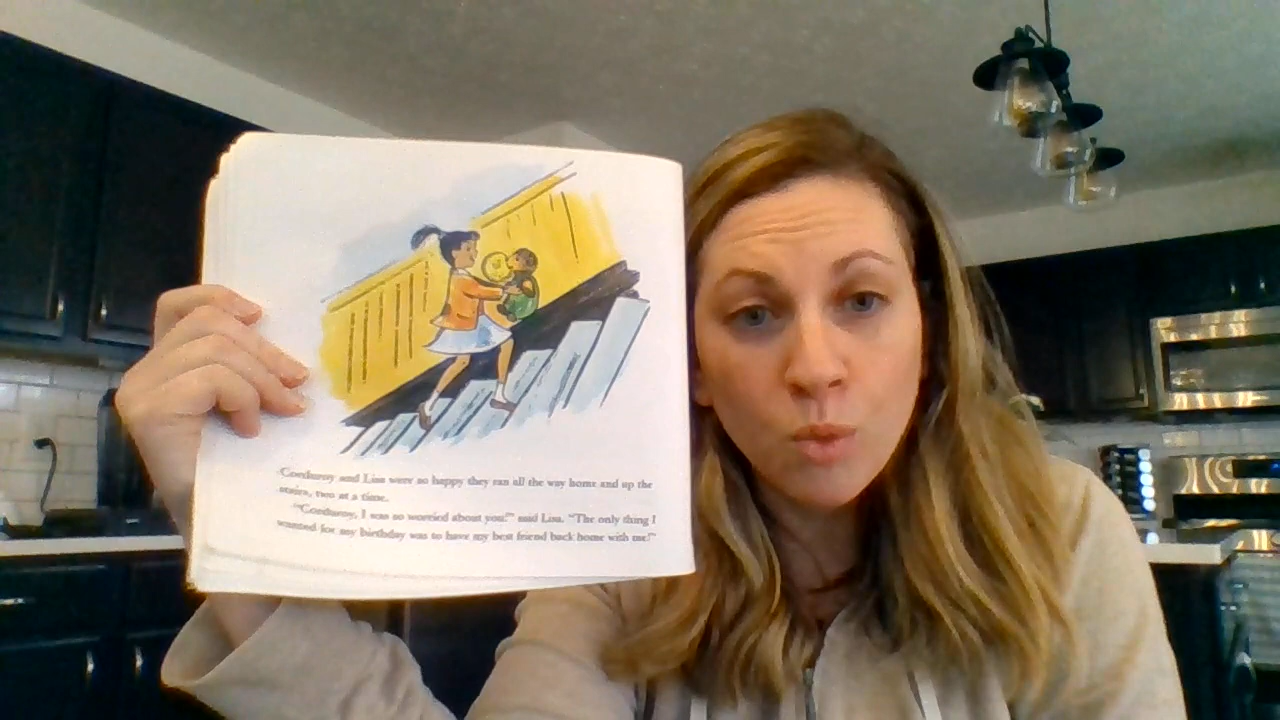 Corduroy and Lisa were so happy they ran all the way home and up the
stairs, two at a time.
"Corduroy, I was so worried about you!" said Lisa. "The only thing I
wanted for my birthday was to have my best friend back home with me!"